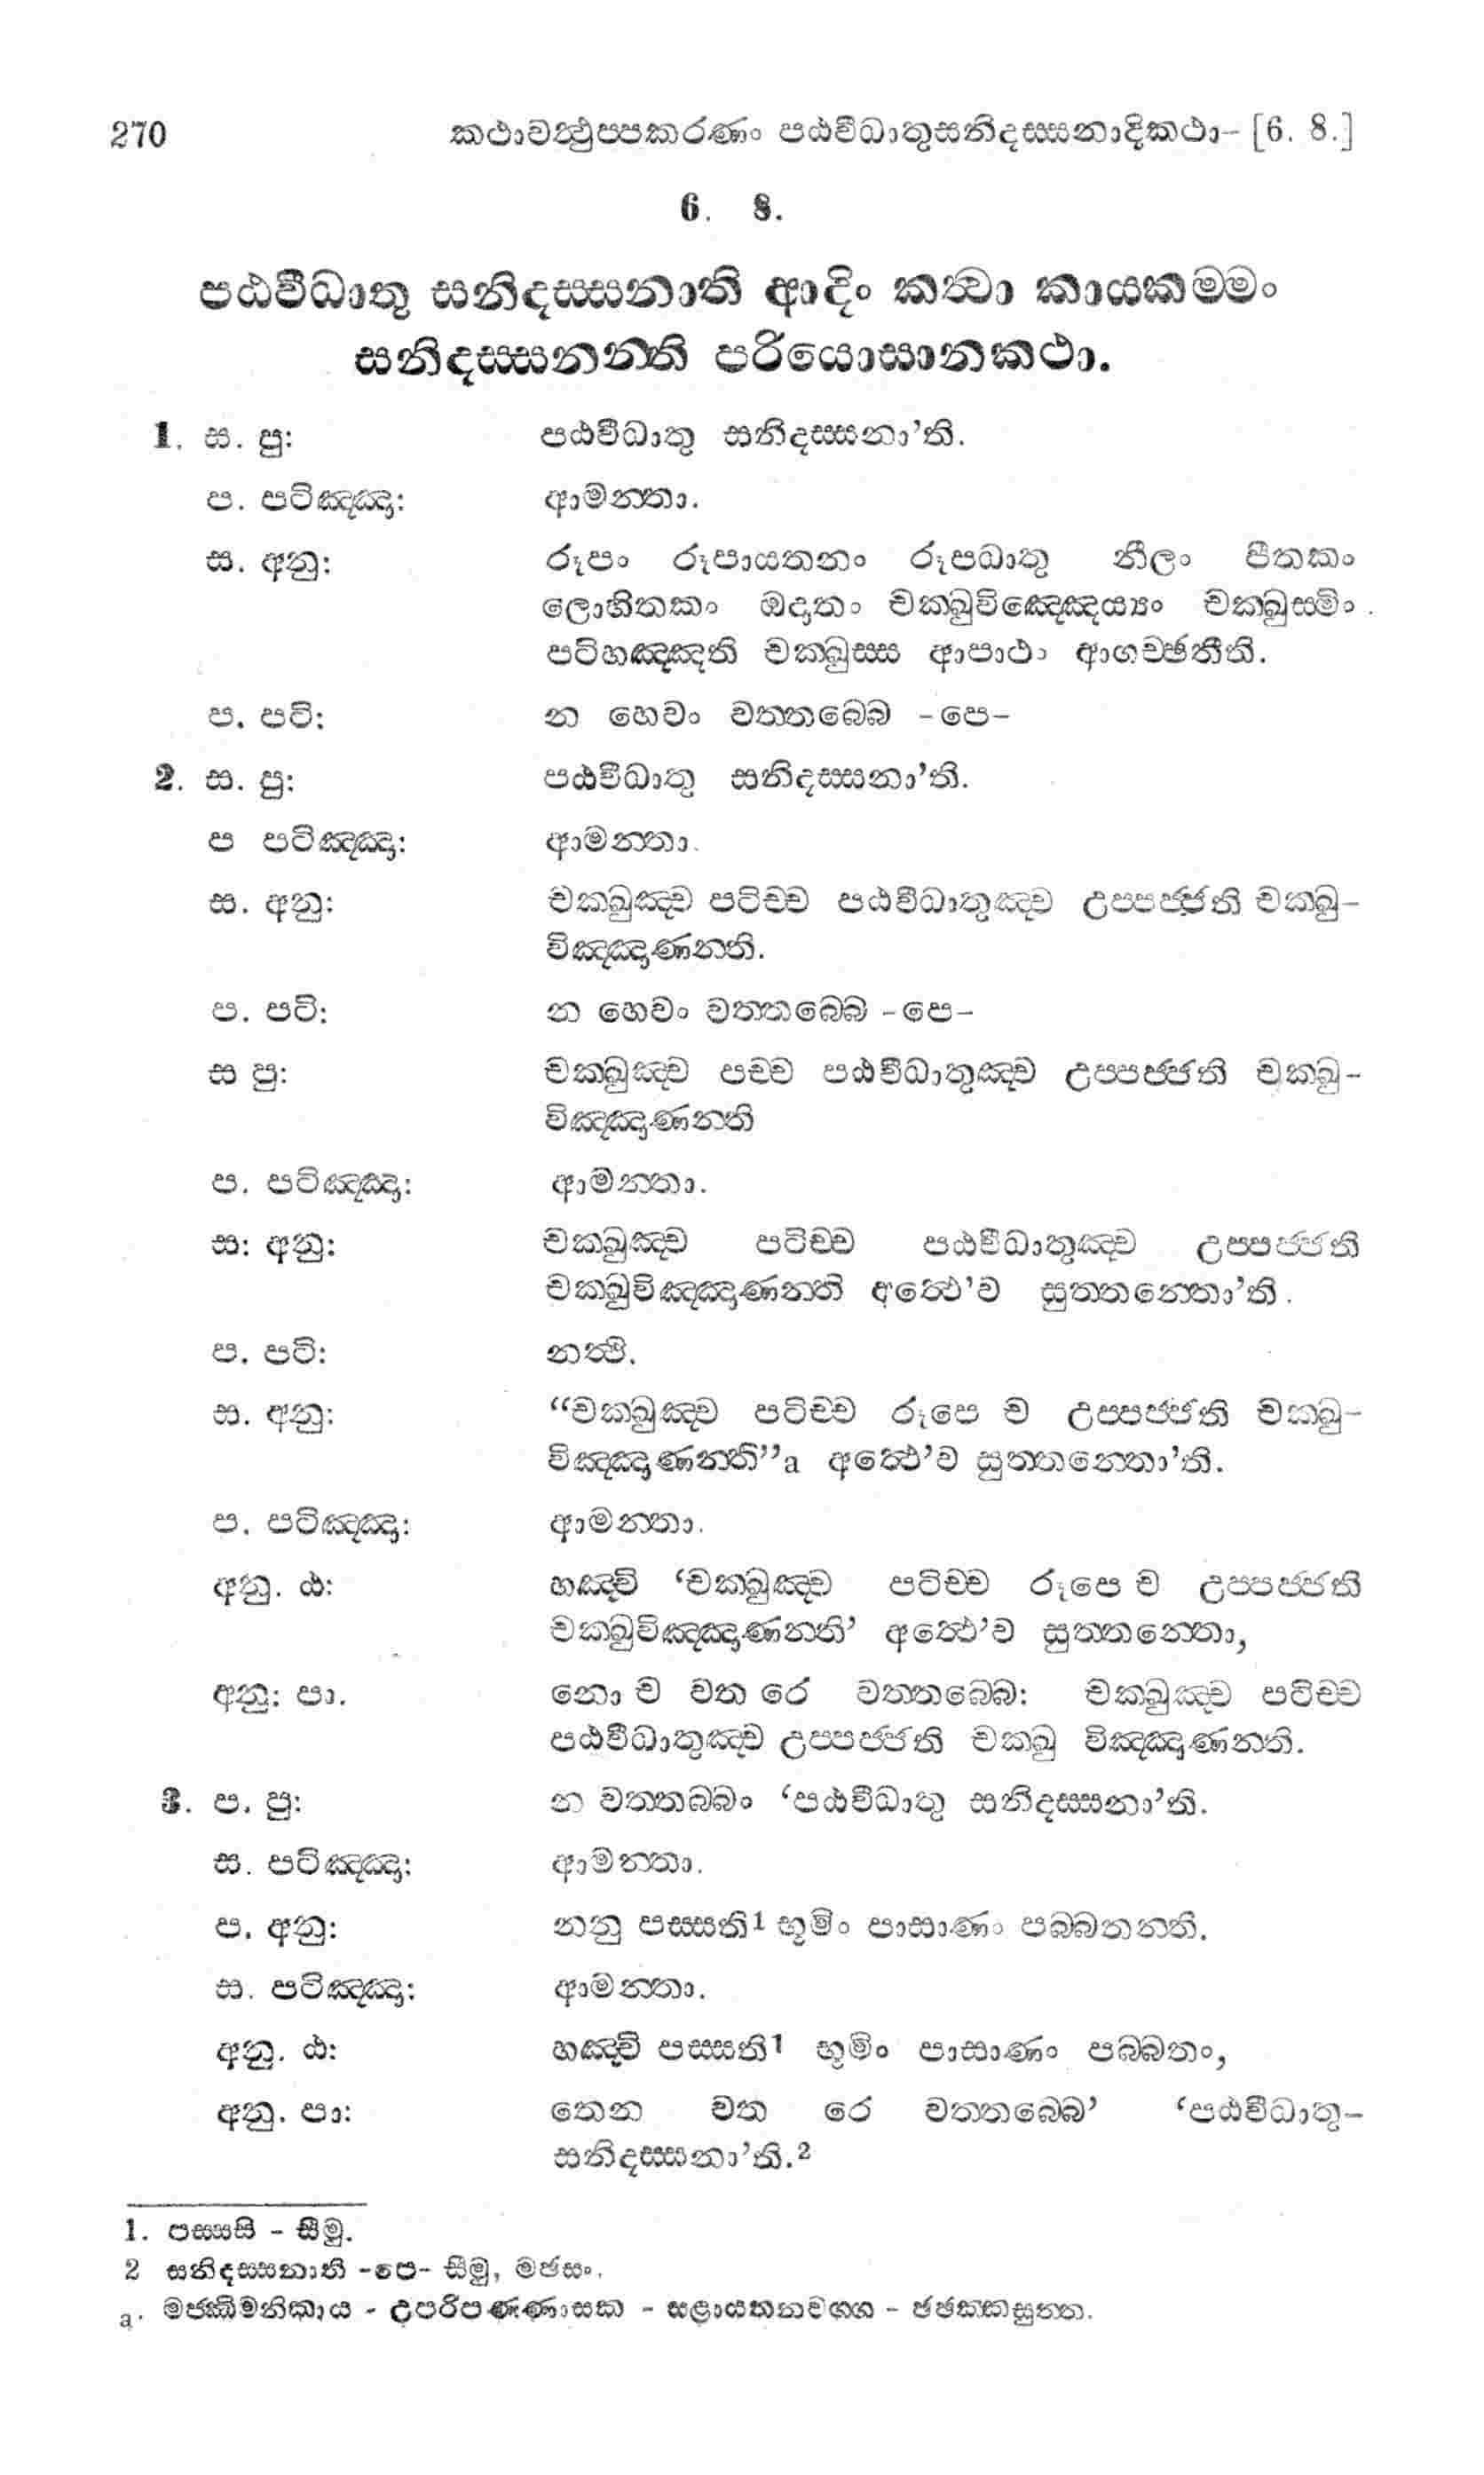 270 කථාවත්ථුප්පකරණං පඨවීධාතුසනිදස්සනාදිකථා– [6. 8.]
6. 8.
පඨවීධාතු සනිදස්සනාති ආදිං කත්වා කායකම්මං
සනිදස්සනන්ති පරියොසානකථා.
1. ස. පු: පඨවීධාතු සනිදස්සනා’ති.
ප. පටිඤ්ඤා: ආමන්තා.
ස. අනු: රූපං රූපායතනං රූපධාතු නීලං පීතකං
ලොහිතකං ඔදාතං චක්ඛුවිඤ්ඤෙය්‍යං චක්ඛුස්මිං.
පටිහඤ්ඤති චක්ඛුස්ස ආපාථං ආගච්ඡතීති.
ප. පටි: න හෙවං වත්තබ්බෙ -පෙ-
2. ස. පු: පඨවීධාතු සනිදස්සනා’ති.
ප පටිඤ්ඤා: ආමන්තා.
ස. අනු: චක්ඛුඤ්ච පටිච්ච පඨවීධාතුඤ්ච උප්පජ්ජති චක්ඛු-
විඤ්ඤාණන්ති.
ප. පටි: න හෙවං වත්තබ්බෙ -පෙ-
ස පු: චක්ඛුඤ්ච පච්ච පඨවීධාතුඤ්ච උප්පජ්ජති චක්ඛු-
විඤ්ඤාණන්ති
ප. පටිඤ්ඤා: ආමන්තා.
ස: අනු: චක්ඛුඤ්ච පටිච්ච පඨවීධාතුඤ්ච උප්පජ්ජති
චක්ඛුවිඤ්ඤාණන්ති අත්ථෙ’ව සුත්තන්තො’ති.
ප. පටි: නත්ථි.
ස. අනු: “චක්ඛුඤ්ච පටිච්ච රූපෙ ච උප්පජ්ජති චක්ඛු-
විඤ්ඤාණන්ති”a අත්ථෙ’ව සුත්තන්තො’ති.
ප. පටිඤ්ඤා: ආමන්තා.
අනු. ඨ: හඤ්චි ‘චක්ඛුඤ්ච පටිච්ච රූපෙ ච උප්පජ්ජති
චක්ඛුවිඤ්ඤාණන්ති’ අත්ථෙ’ව සුත්තන්තො,
අනු: පා. නො ච වත රෙ වත්තබ්බෙ: චක්ඛුඤ්ච පටිච්ච
පඨවීධාතුඤ්ච උප්පජ්ජති චක්ඛු විඤ්ඤාණන්ති.
3. ප. පු: න වත්තබ්බං ‘පඨවීධාතු සනිදස්සනා’ති.
ස. පටිඤ්ඤා: ආමන්තා.
ප. අනු: නනු පස්සති1 භූමිං පාසාණං පබ්බතන්ති.
ස. පටිඤ්ඤා: ආමන්තා.
අනු. ඨ: හඤ්චි පස්සති1 භූමිං පාසාණං පබ්බතං,
අනු. පා: තෙන වත රෙ වත්තබ්බෙ’ ‘පඨවීධාතු-
සනිදස්සනා’ති.2
1. පස්සසි - සීමු.
2 සනිදස්සනාති -පෙ- සීමු, මඡසං.
a. මජ්ඣිමනිකාය - උපරිපණ්ණාසක - සළායතනවග්ග - ඡඡක්කසුත්ත.